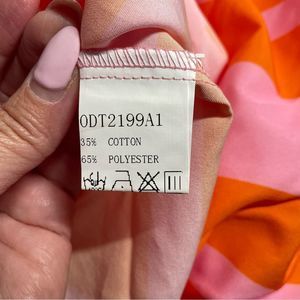 ODT2199A1
35% COTTON
65% POLYESTER